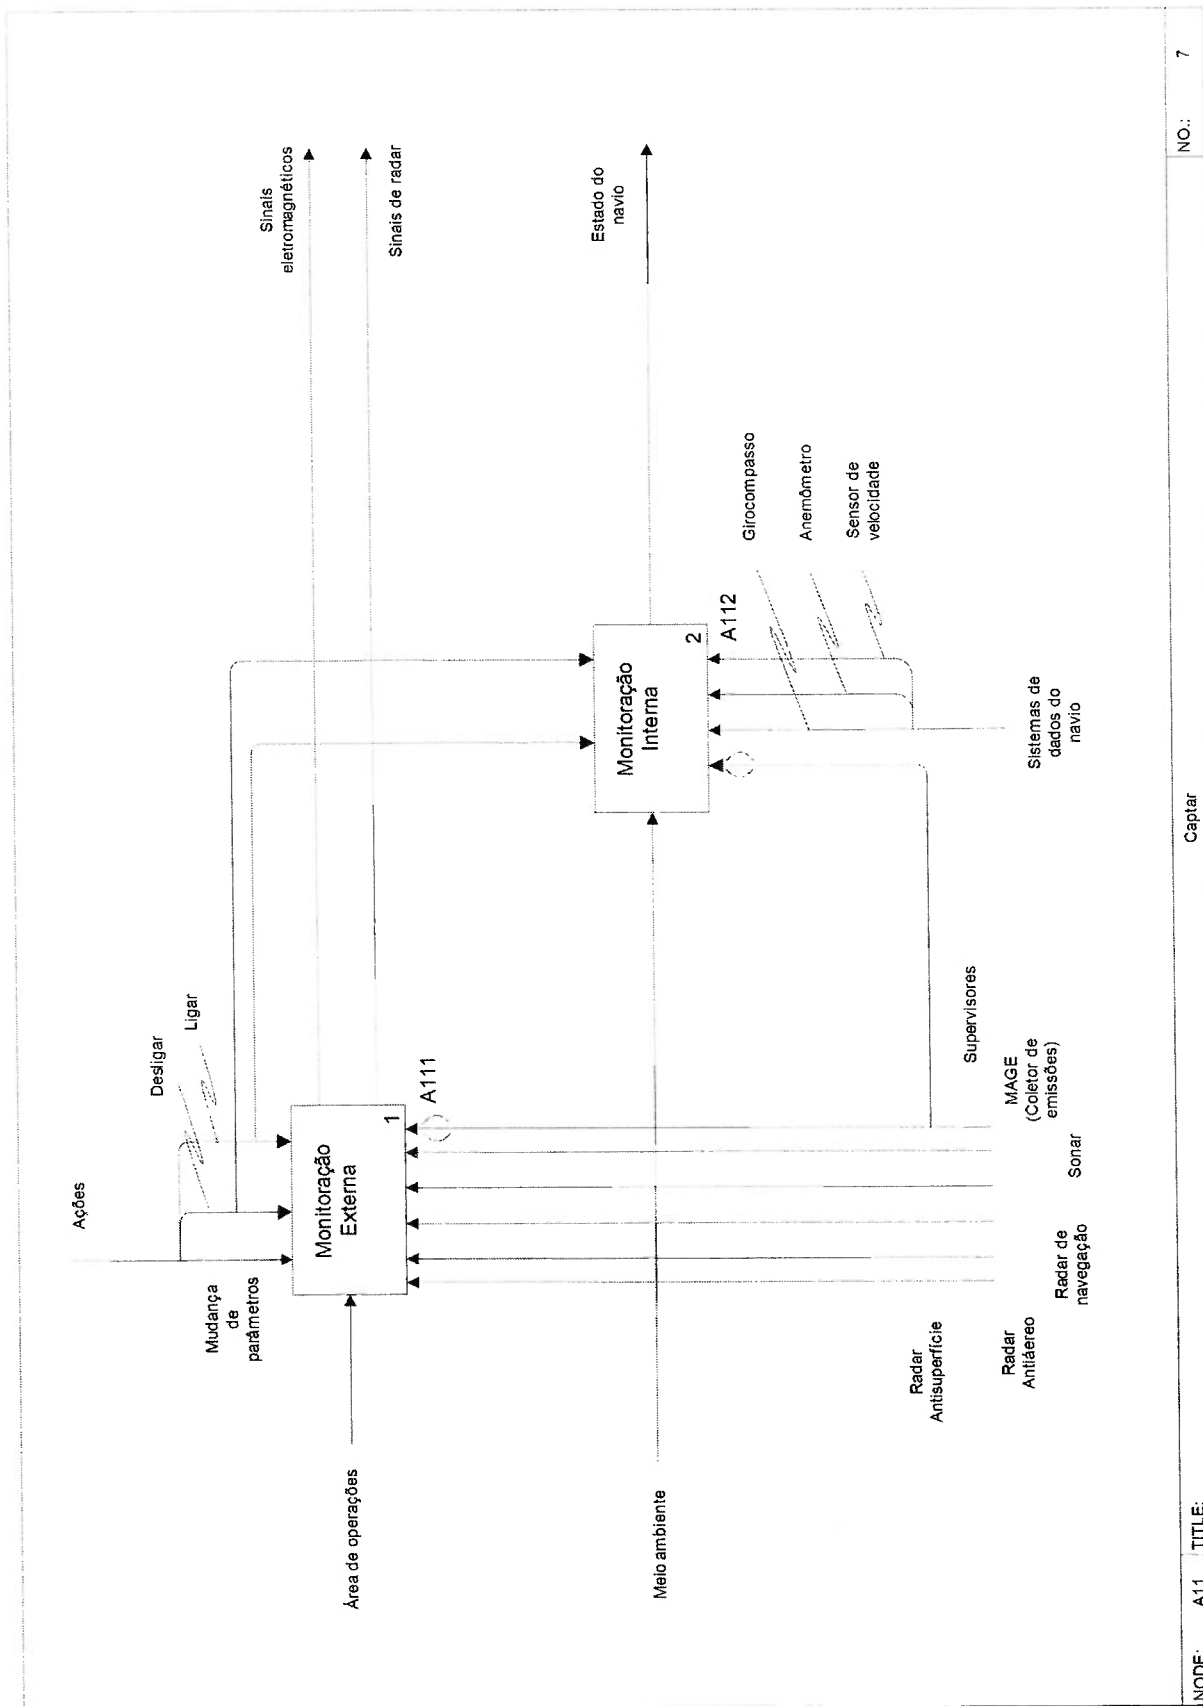 Ações
Desligar
Ligar
Mudança
de
parâmetros
Sinais
eletromagnéticos
Sinais de radar
Área de operações
Monitoração
Externa
1
A111
Estado do
navio
Meio ambiente
Monitoração
Interna
2
A112
Girocompasso
Anemômetro
Sensor de
velocidade
Radar
Antisuperfície
Radar
Antiáereo
Radar de
navegação
Sonar
MAGE
(Coletor de
emissões)
Supervisores
Sistemas de
dados do
navio
NODE:
A11
TITLE:
Captar
NO.:
7